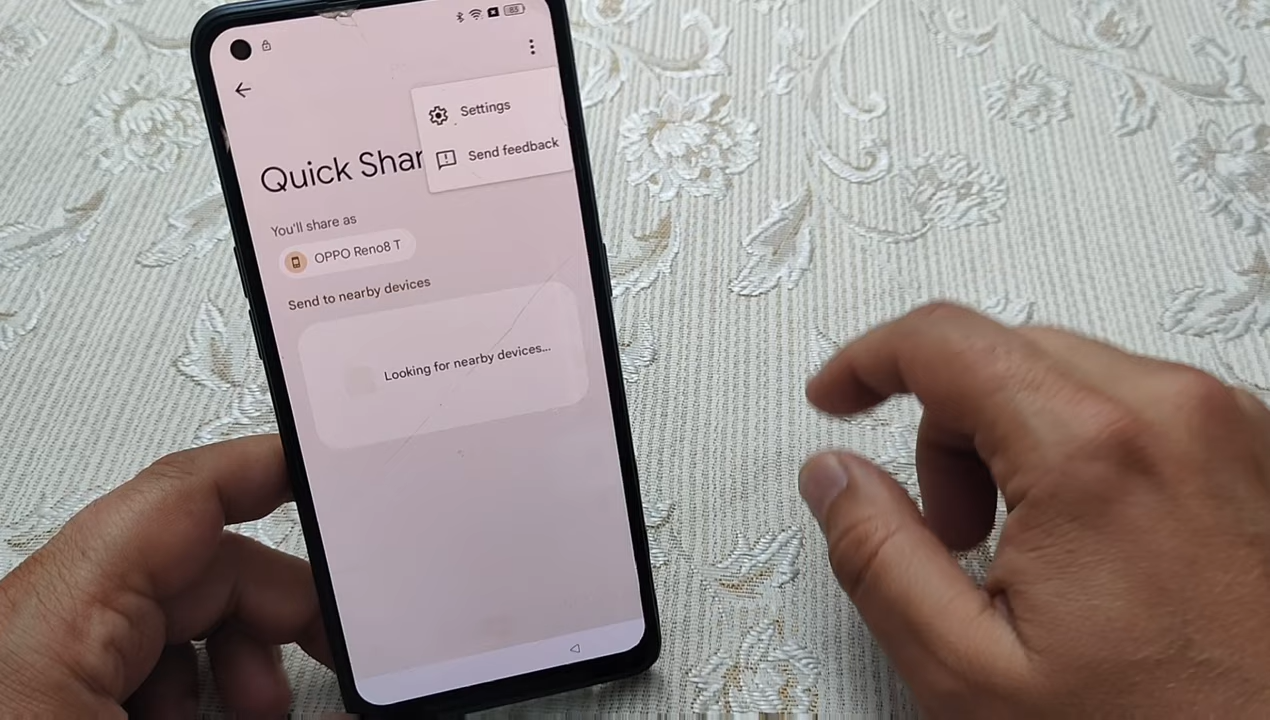 83
Settings
Send feedback
Quick Shar
You'll share as
OPPO Reno8 T
Send to nearby devices
Looking for nearby devices...